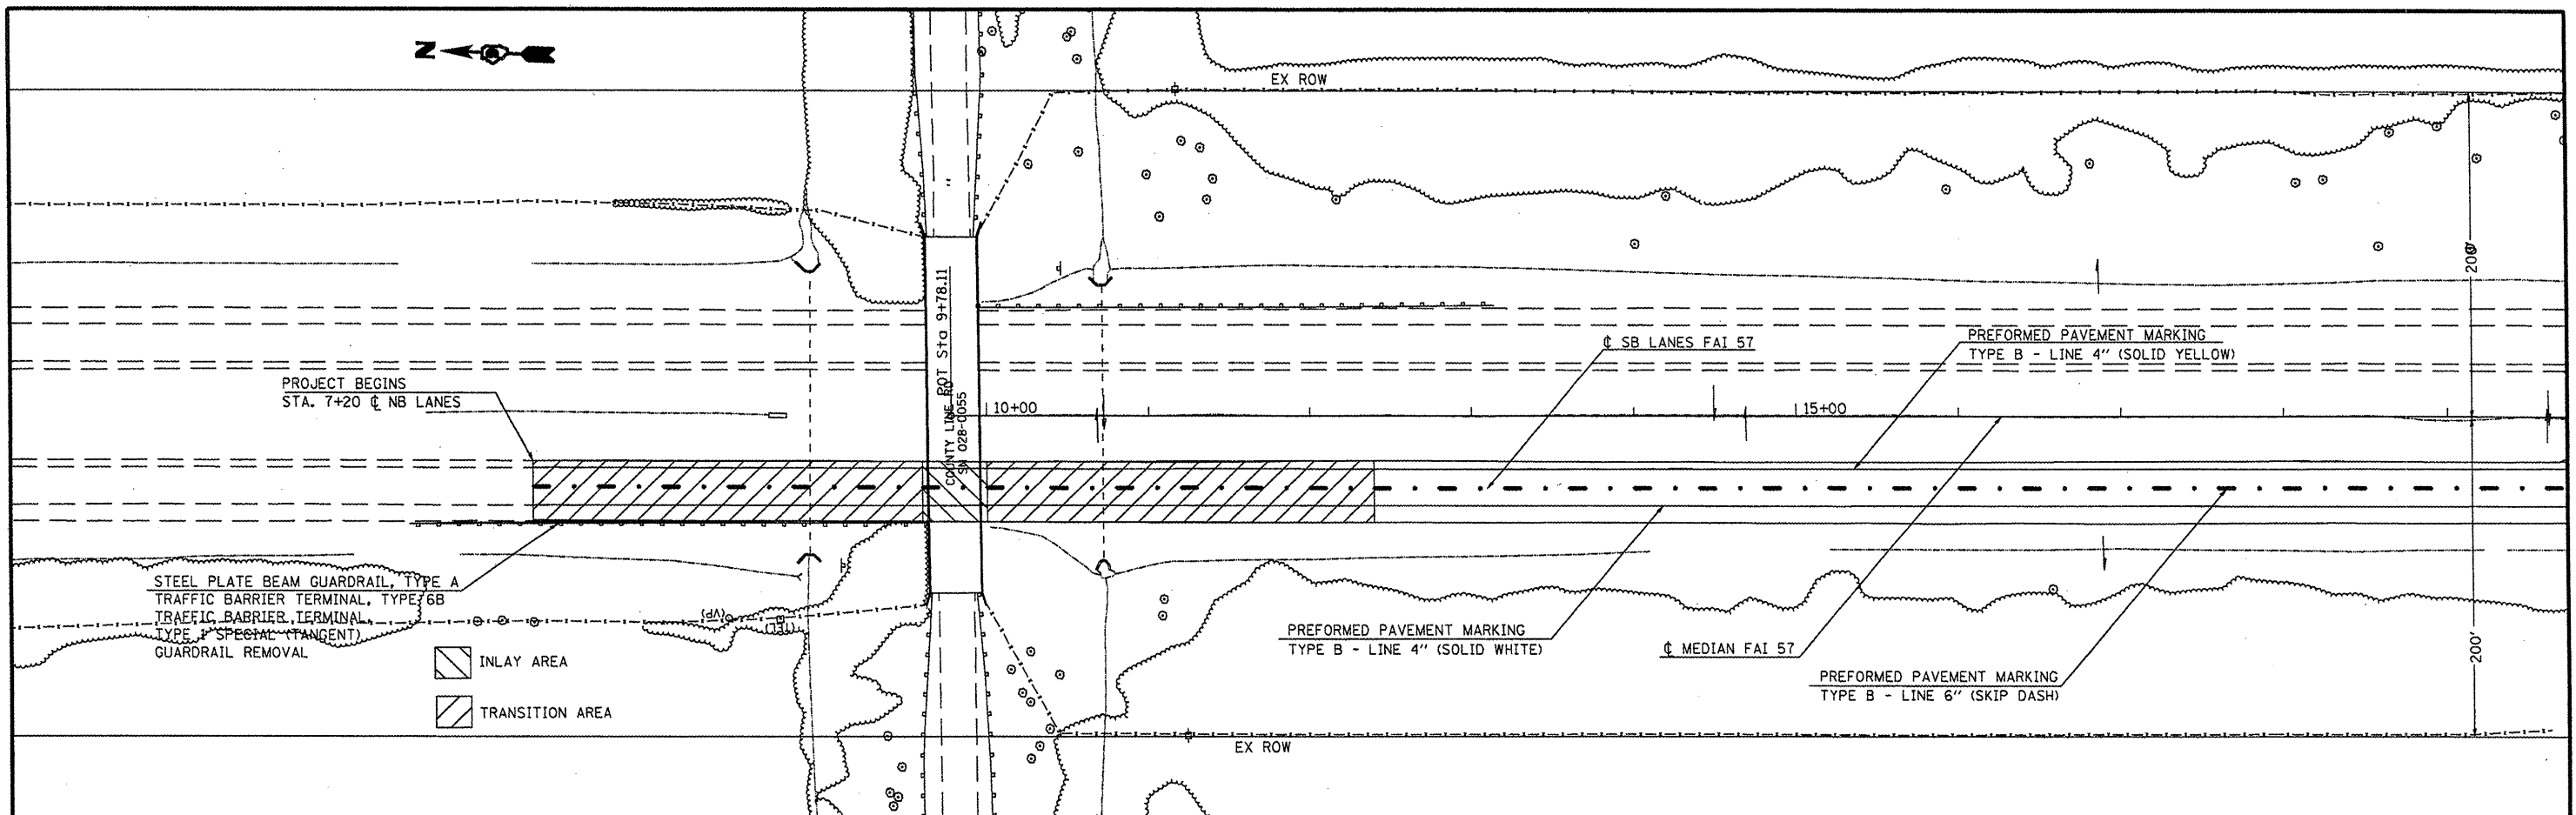 N
EX ROW
200'
POT Sta 9+78.11
COUNTY LINE RD
SN 028-0055
℄ SB LANES FAI 57
PREFORMED PAVEMENT MARKING
TYPE B - LINE 4" (SOLID YELLOW)
PROJECT BEGINS
STA. 7+20 ℄ NB LANES
10+00
15+00
STEEL PLATE BEAM GUARDRAIL, TYPE A
TRAFFIC BARRIER TERMINAL, TYPE 6B
TRAFFIC BARRIER TERMINAL,
TYPE 1 SPECIAL (TANGENT)
GUARDRAIL REMOVAL
(VP)
(TEL)
INLAY AREA
TRANSITION AREA
PREFORMED PAVEMENT MARKING
TYPE B - LINE 4" (SOLID WHITE)
℄ MEDIAN FAI 57
PREFORMED PAVEMENT MARKING
TYPE B - LINE 6" (SKIP DASH)
200'
EX ROW